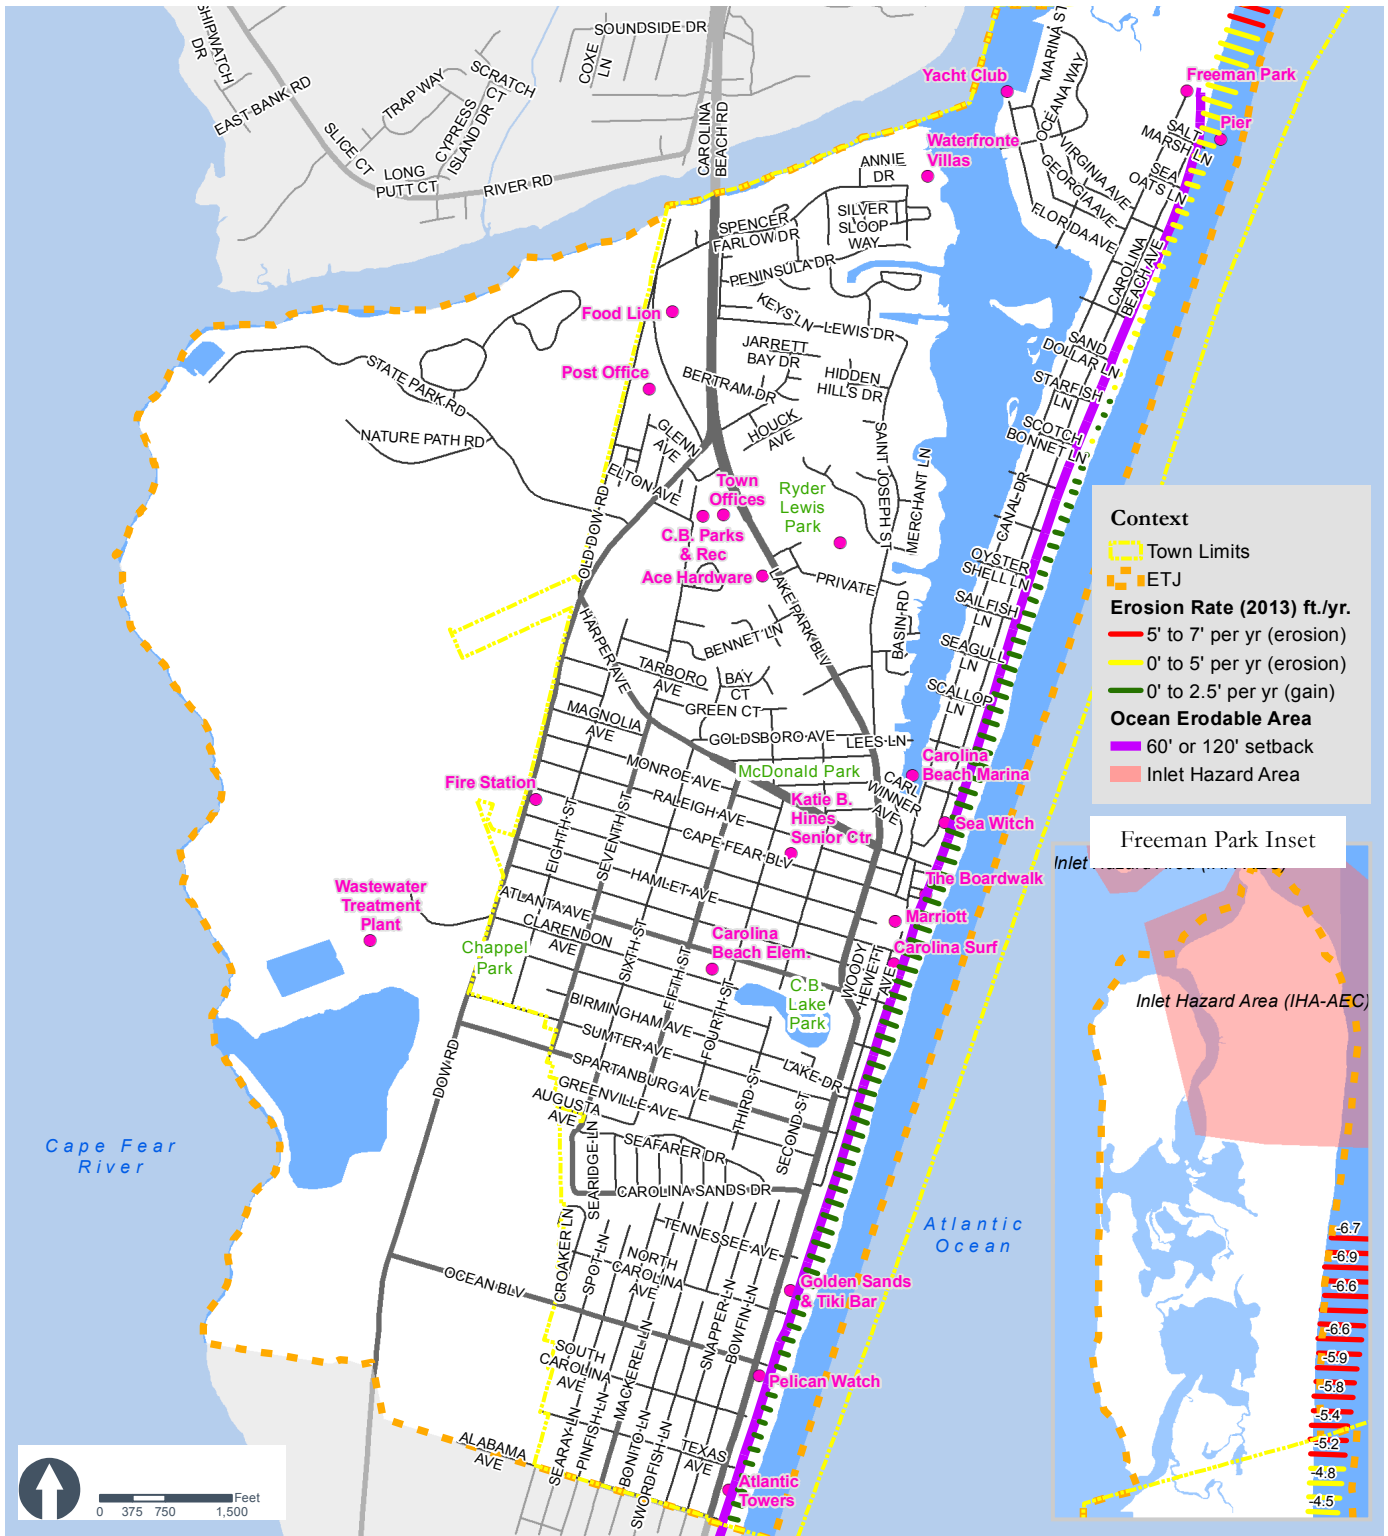 SHIPWATCH
DR
EAST BANK RD
TRAP WAY
SCRATCH
CT
CYPRESS
ISLAND DR
SLICE CT
LONG
PUTT CT
RIVER RD
COXE
LN
SOUNDSIDE DR
CAROLINA
BEACH RD
Yacht Club
MARINA ST
OCEANA WAY
Freeman Park
Pier
SALT
MARSH LN
SEA
OATS LN
VIRGINIA AVE
GEORGIA AVE
FLORIDA AVE
CAROLINA
BEACH AVE
Waterfronte
Villas
ANNIE
DR
SILVER
SLOOP
WAY
SPENCER
FARLOW DR
PENINSULA DR
KEYS LN
LEWIS DR
Food Lion
Post Office
JARRETT
BAY DR
HIDDEN
HILLS DR
BERTRAM DR
HOUCK
AVE
SAND
DOLLAR LN
STARFISH
LN
SCOTCH
BONNET LN
STATE PARK RD
NATURE PATH RD
GLENN
AVE
ELTON AVE
OLD DOW RD
Town
Offices
C.B. Parks
& Rec
Ace Hardware
Ryder
Lewis
Park
SAINT JOSEPH ST
MERCHANT LN
CANAL DR
OYSTER
SHELL LN
SAILFISH
LN
SEAGULL
LN
SCALLOP
LN
PRIVATE
BASIN RD
LAKE PARK BLV
HARPER AVE
BENNET LN
TARBORO
AVE
BAY
CT
GREEN CT
MAGNOLIA
AVE
GOLDSBORO AVE
LEES LN
MONROE AVE
McDonald Park
CARL
WINNER
AVE
Carolina
Beach Marina
RALEIGH AVE
Katie B.
Hines
Senior Ctr
Sea Witch
Fire Station
EIGHTH ST
SEVENTH ST
CAPE FEAR BLV
HAMLET AVE
The Boardwalk
Wastewater
Treatment
Plant
ATLANTA AVE
CLARENDON
AVE
Marriott
Carolina Surf
Chappel
Park
SIXTH ST
FIFTH ST
FOURTH ST
Carolina
Beach Elem.
C.B.
Lake
Park
WOODY
HEWETT
AVE
BIRMINGHAM AVE
SUMTER AVE
SPARTANBURG AVE
GREENVILLE AVE
AUGUSTA
AVE
LAKE DR
THIRD ST
SECOND ST
DOW RD
SEARIDGE LN
SEAFARER DR
CAROLINA SANDS DR
Cape Fear
River
Atlantic
Ocean
TENNESSEE AVE
NORTH
CAROLINA
AVE
CROAKER LN
SPOT LN
OCEAN BLV
Golden Sands
& Tiki Bar
SOUTH
CAROLINA
AVE
MACKEREL LN
SNAPPER LN
BOWFIN LN
Pelican Watch
ALABAMA
AVE
SEARAY LN
PINFISH LN
BONITO LN
SWORDFISH LN
TEXAS
AVE
Atlantic
Towers
Context
Town Limits
ETJ
Erosion Rate (2013) ft./yr.
5' to 7' per yr (erosion)
0' to 5' per yr (erosion)
0' to 2.5' per yr (gain)
Ocean Erodable Area
60' or 120' setback
Inlet Hazard Area
Freeman Park Inset
Inlet Hazard Area (IHA-AEC)
-6.7
-6.9
-6.6
-6.6
-5.9
-5.8
-5.4
-5.2
-4.8
-4.5
Feet
0 375 750 1,500